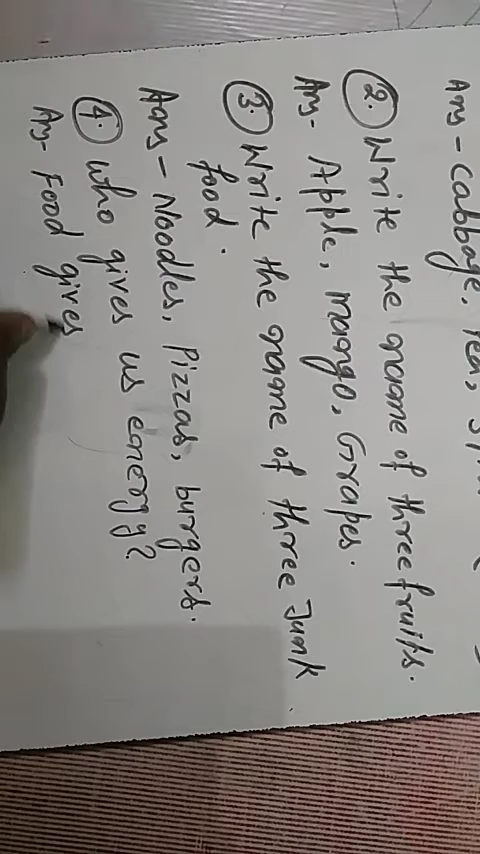 Ans - Cabbage, Pea,
2. Write the name of three fruits.
Ans - Apple, mango, Grapes.
3. Write the name of three Junk
food.
Ans - Noodles, Pizzas, burgers.
4. Who gives us energy?
Ans - Food gives